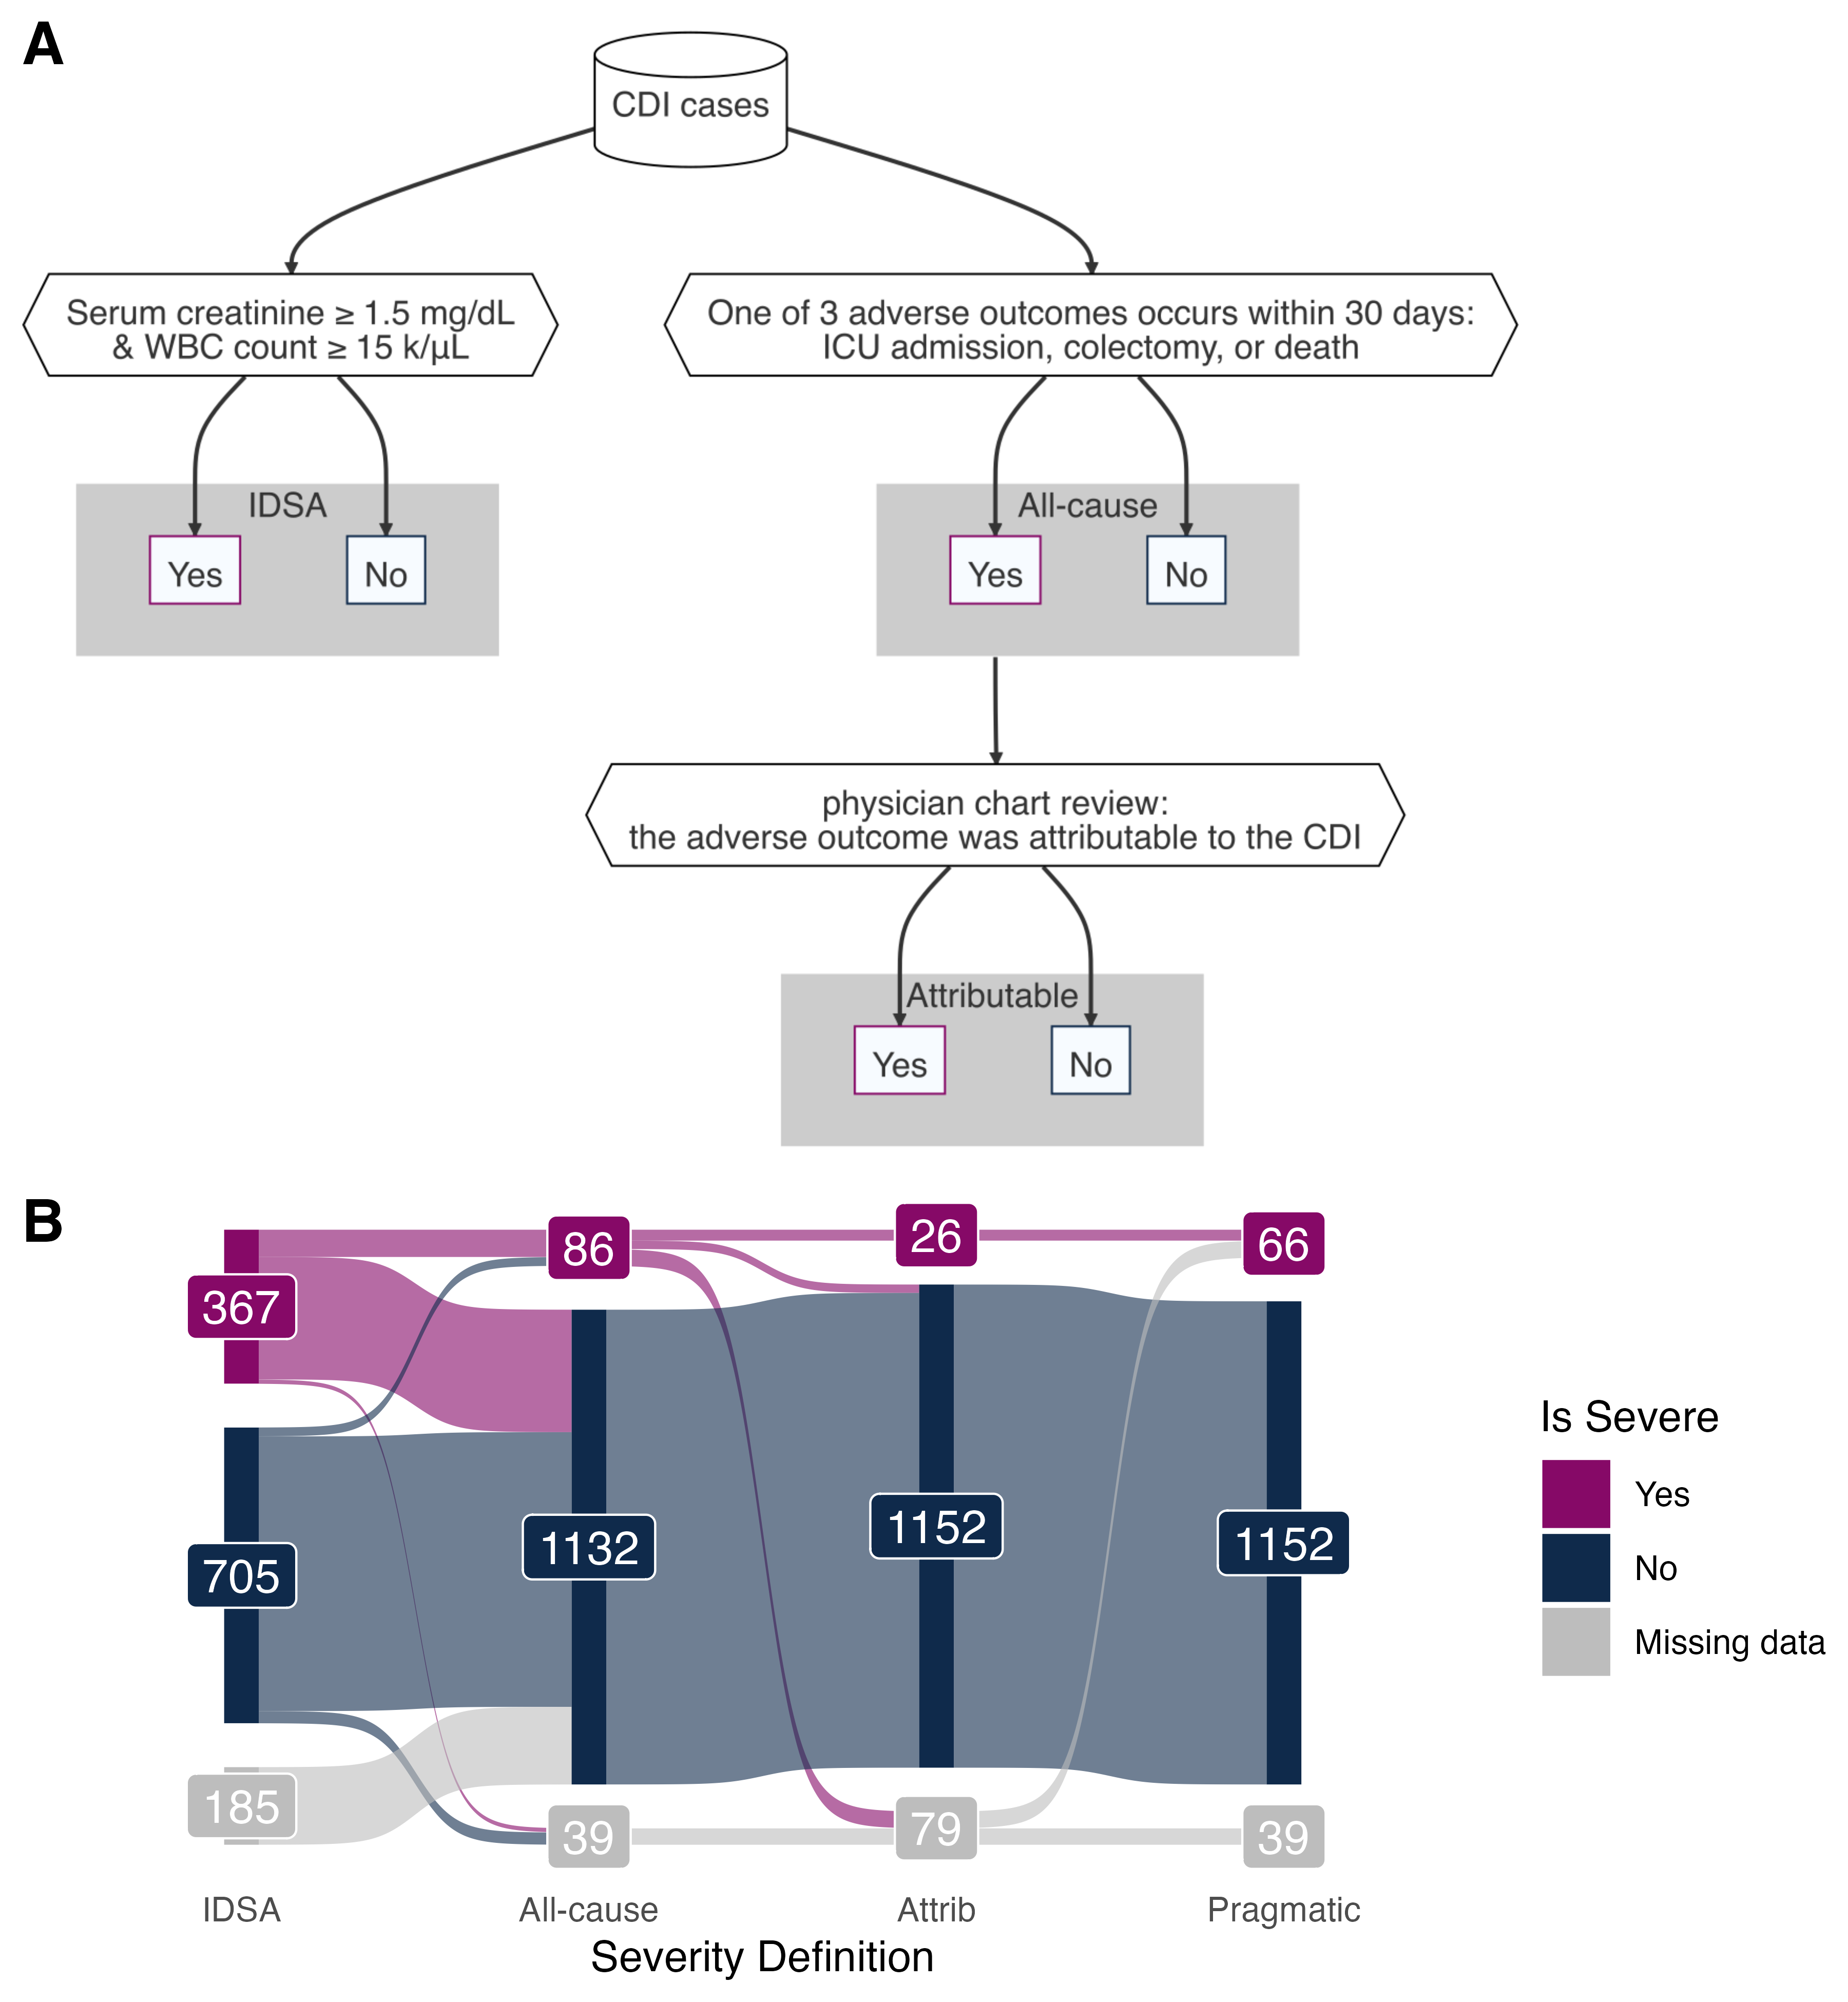 A
CDI cases
Serum creatinine ≥ 1.5 mg/dL
& WBC count ≥ 15 k/μL
One of 3 adverse outcomes occurs within 30 days:
ICU admission, colectomy, or death
IDSA
Yes
No
All-cause
Yes
No
physician chart review:
the adverse outcome was attributable to the CDI
Attributable
Yes
No
B
367
705
185
86
1132
39
26
1152
79
66
1152
39
IDSA
All-cause
Attrib
Pragmatic
Severity Definition
Is Severe
Yes
No
Missing data